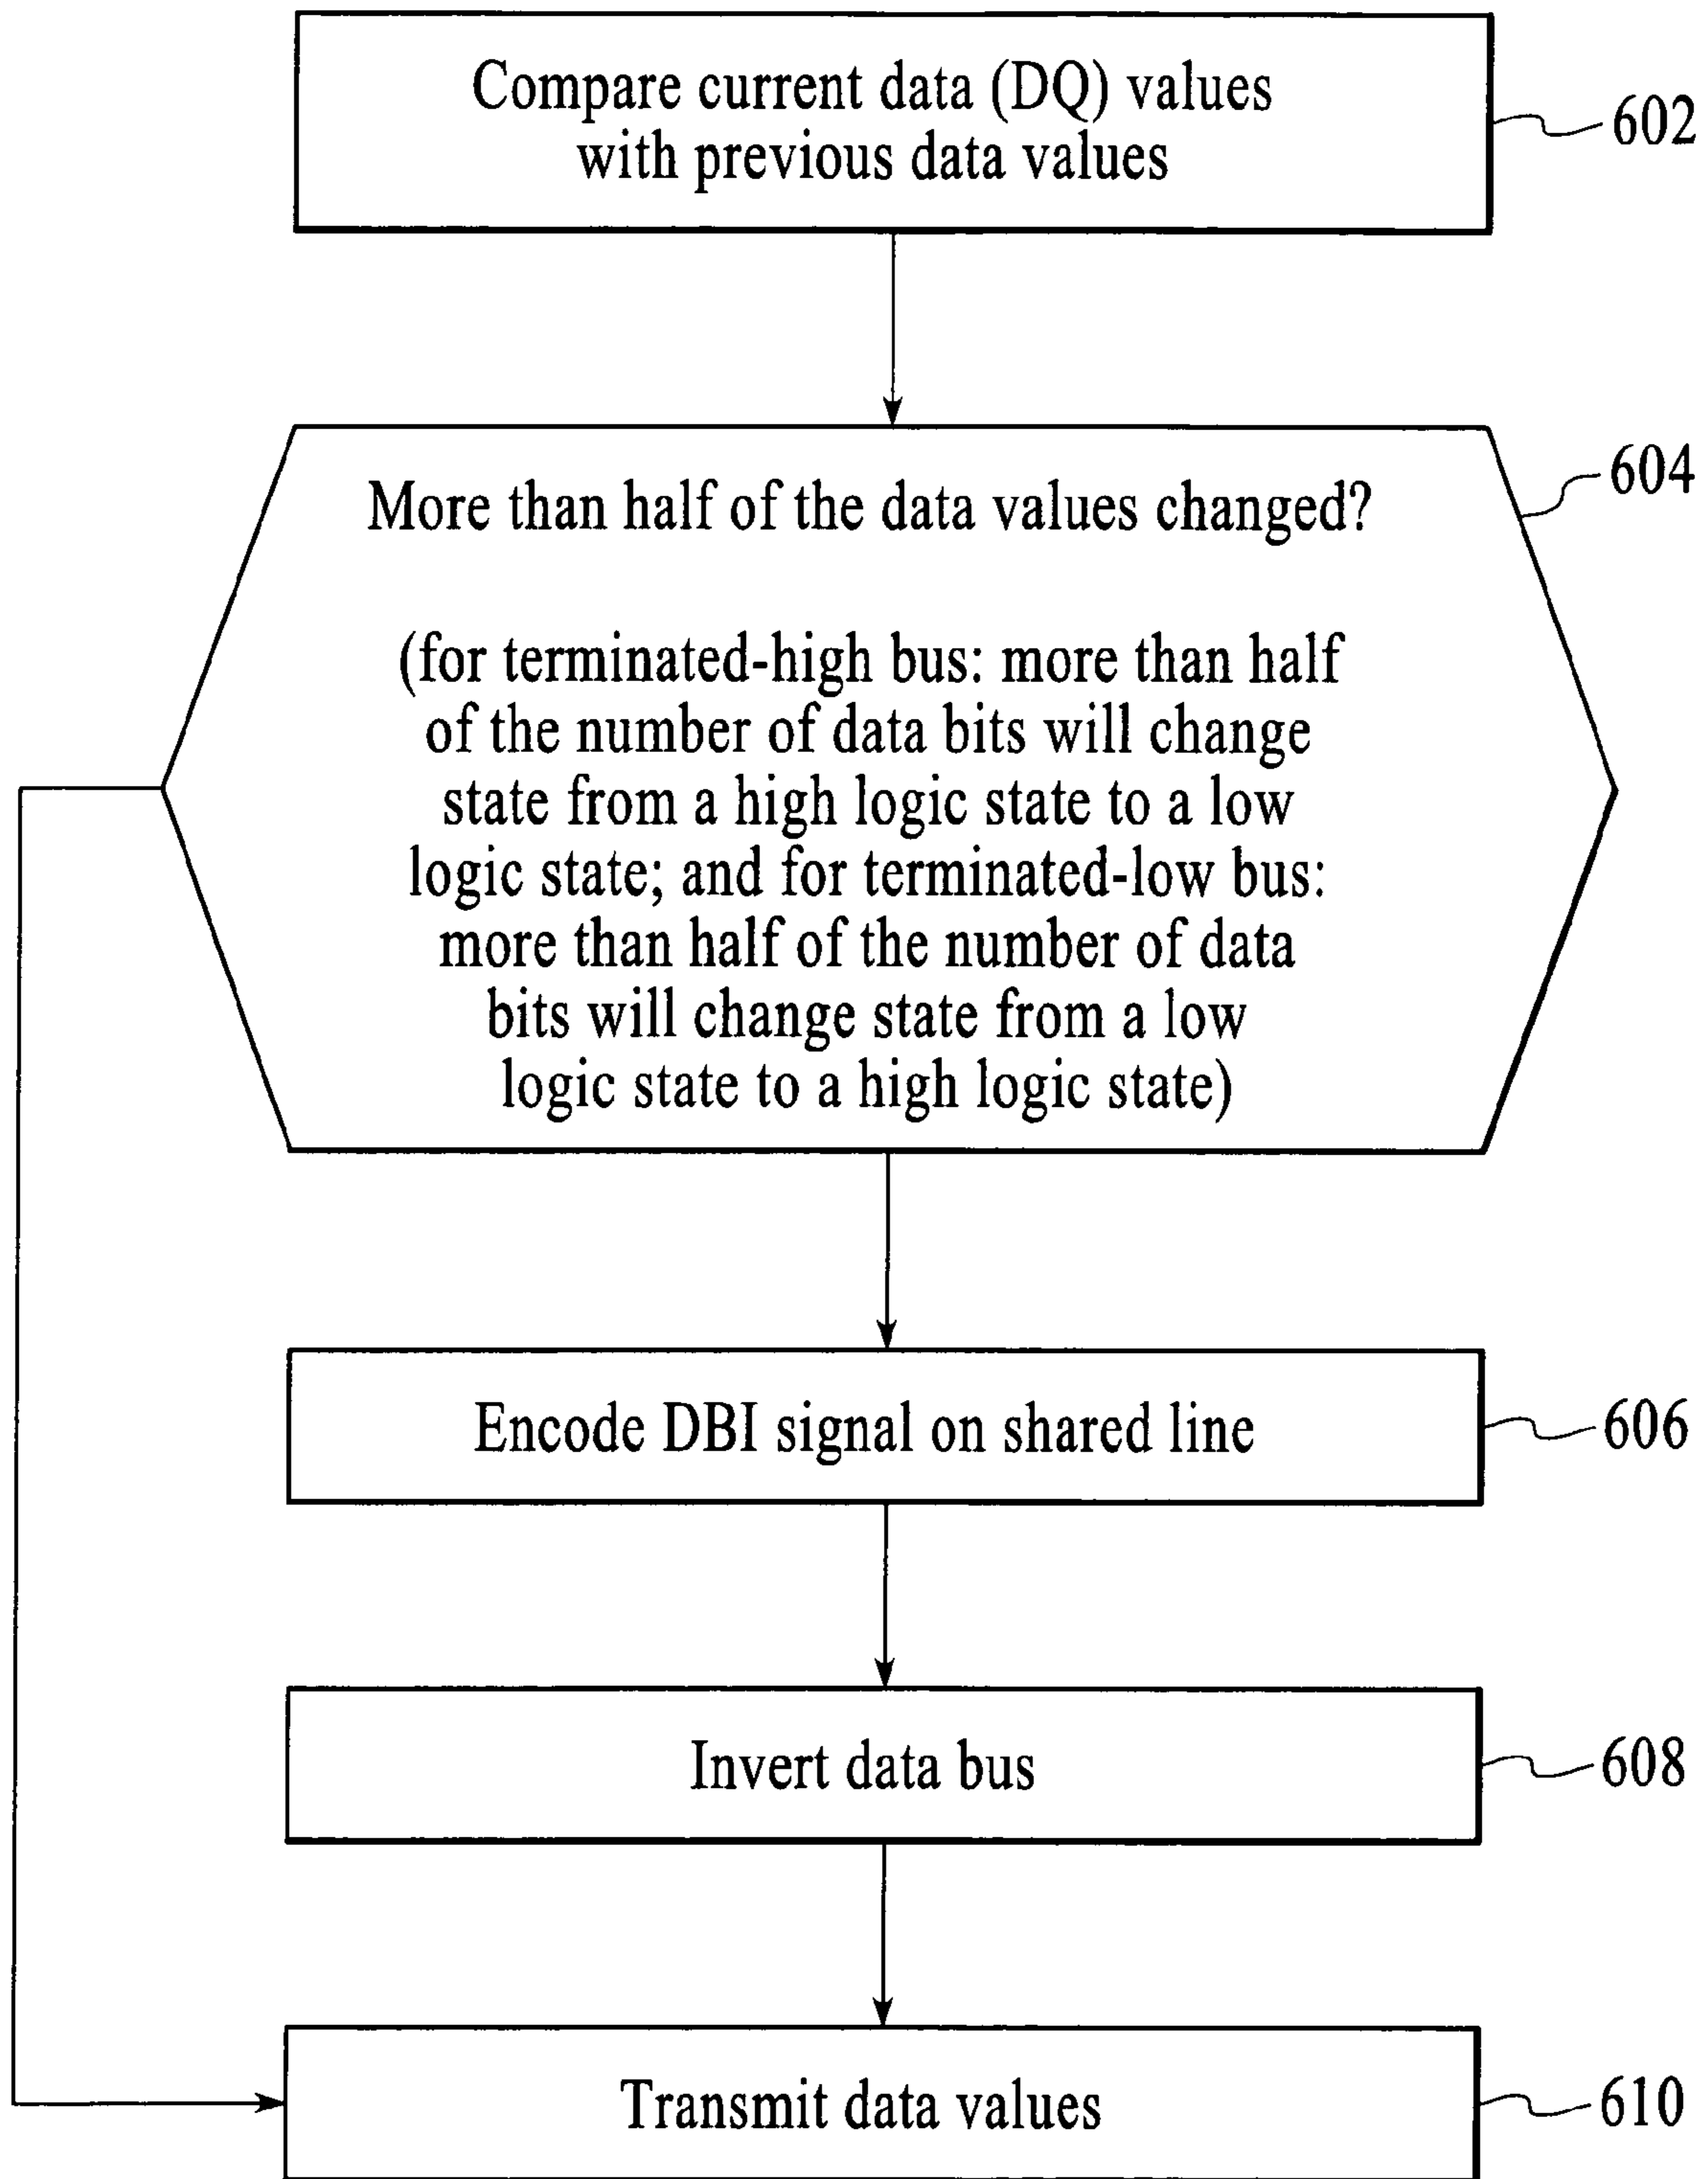 Compare current data (DQ) values
with previous data values
602
604
More than half of the data values changed?
(for terminated-high bus: more than half
of the number of data bits will change
state from a high logic state to a low
logic state; and for terminated-low bus:
more than half of the number of data
bits will change state from a low
logic state to a high logic state)
Encode DBI signal on shared line
606
Invert data bus
608
Transmit data values
610